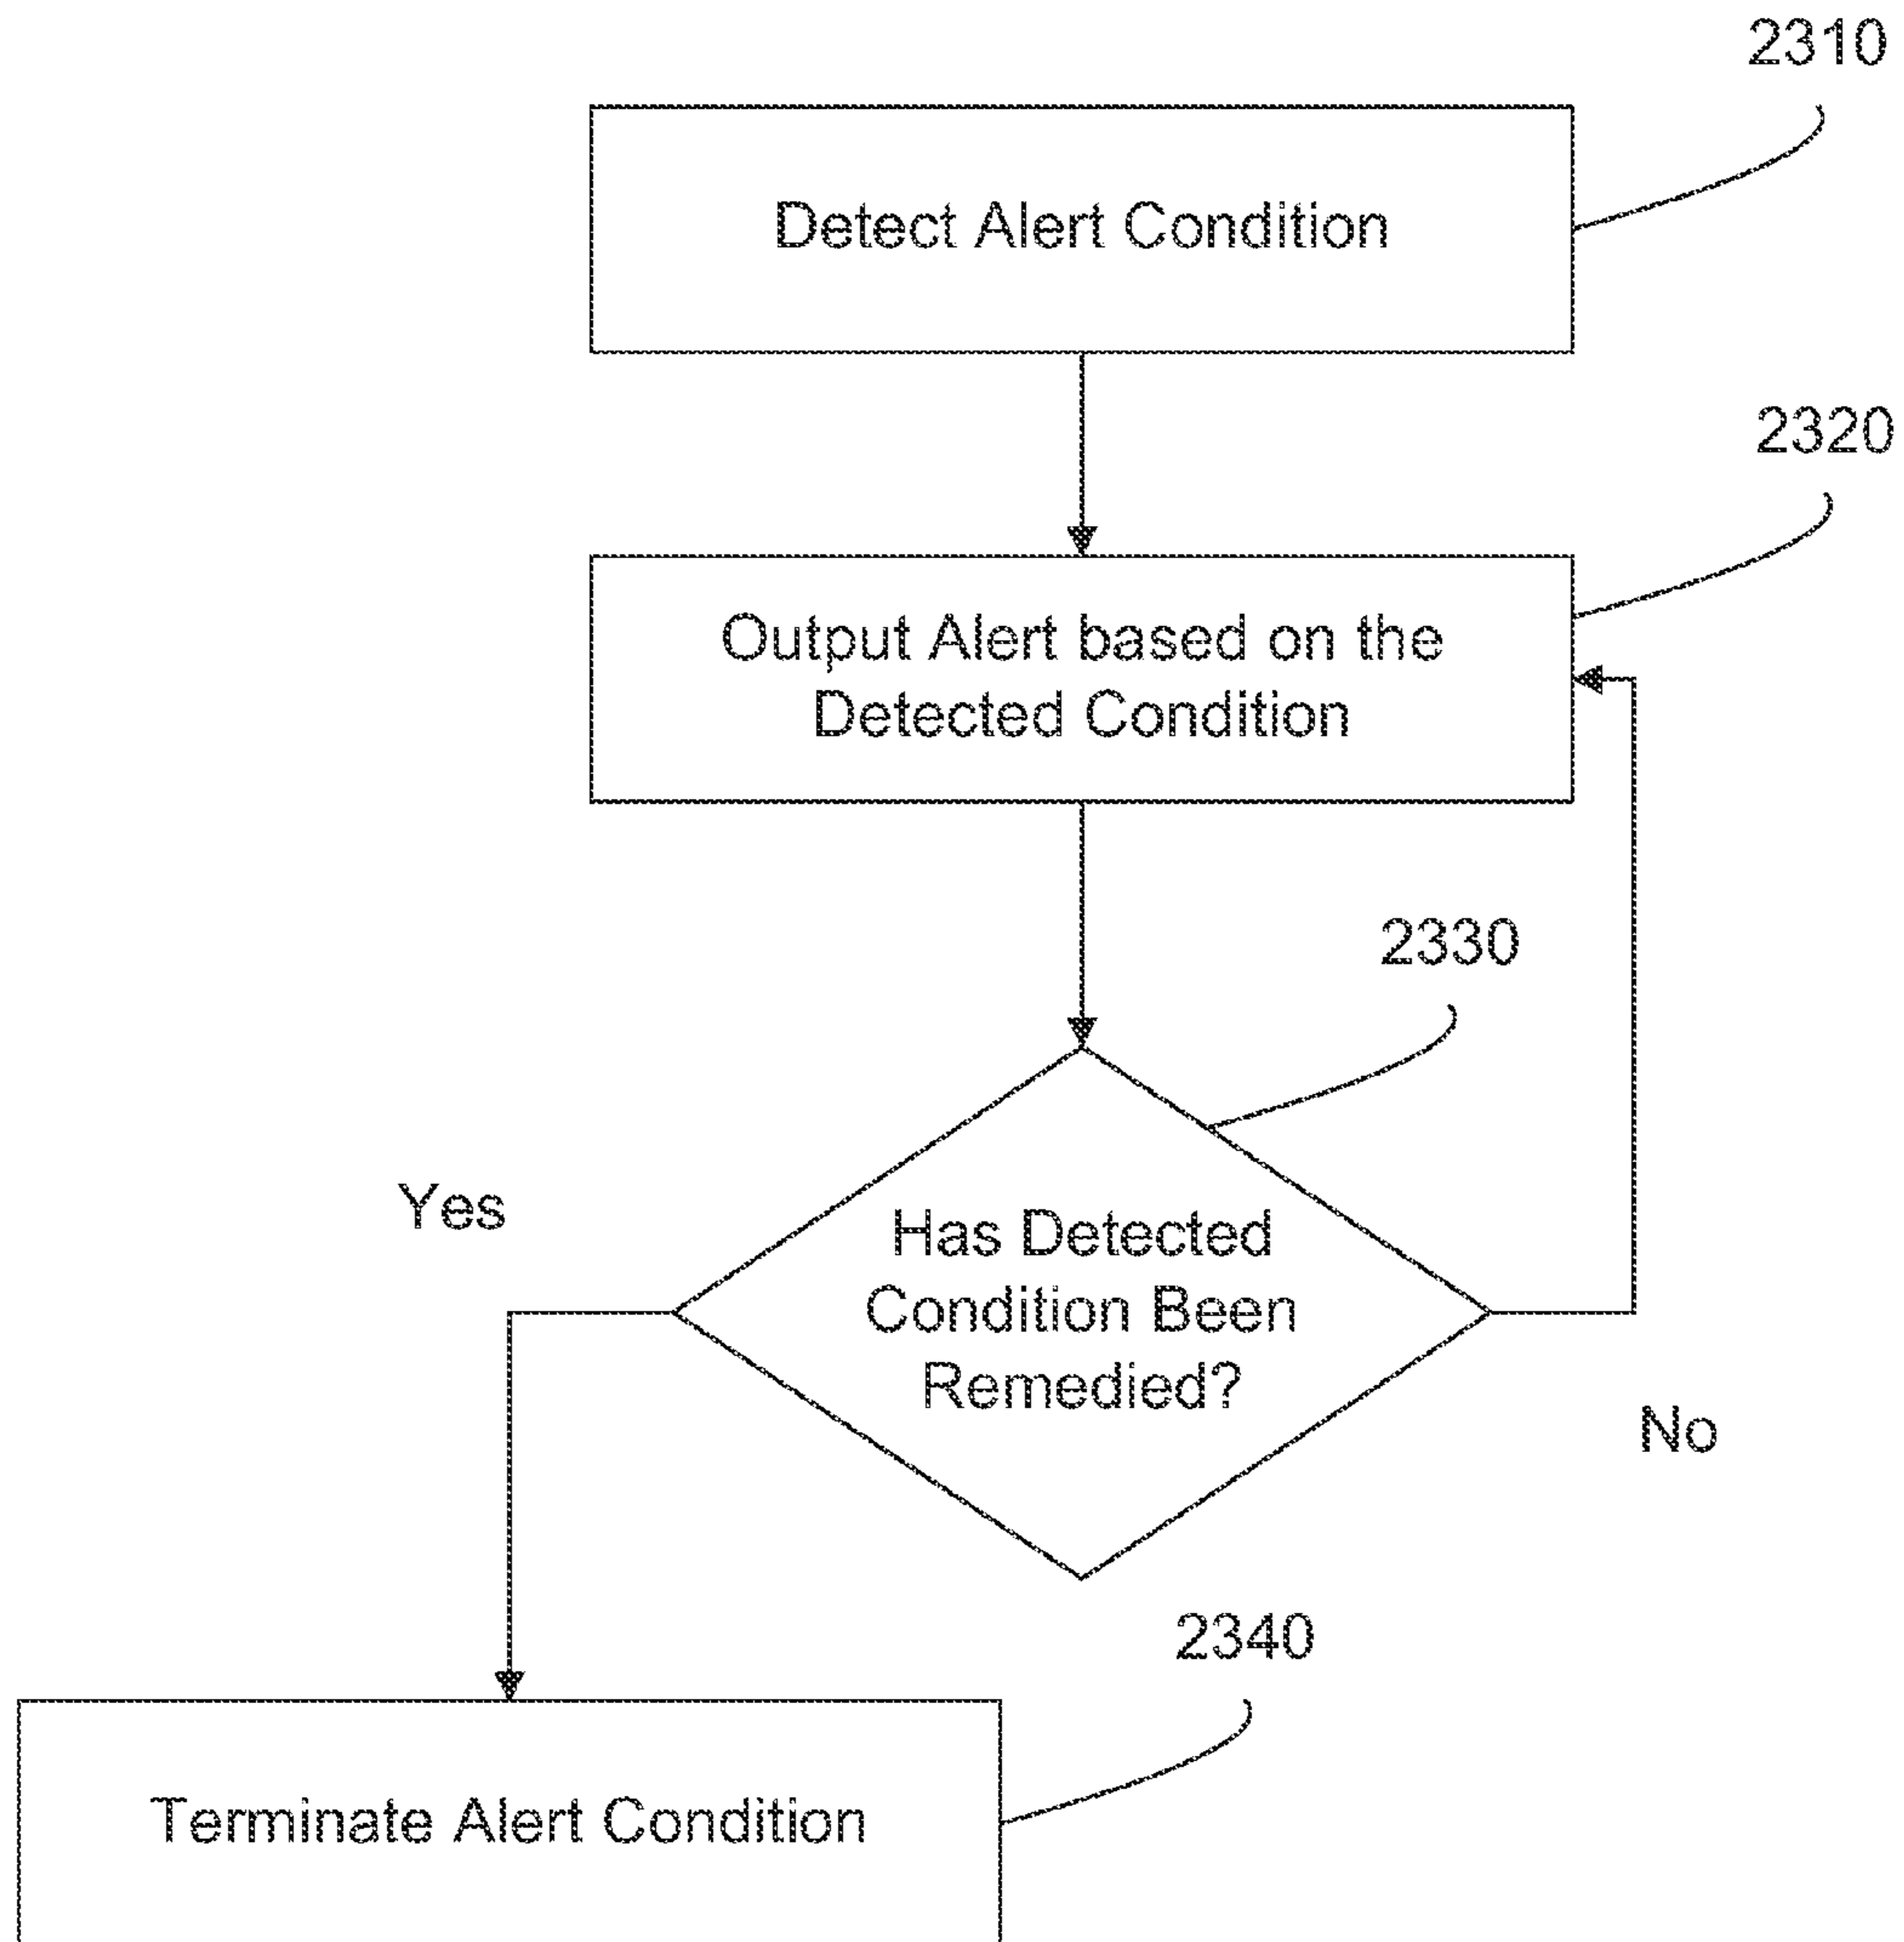 2310
Detect Alert Condition
2320
Output Alert based on the
Detected Condition
2330
Yes
Has Detected
Condition Been
Remedied?
No
2340
Terminate Alert Condition